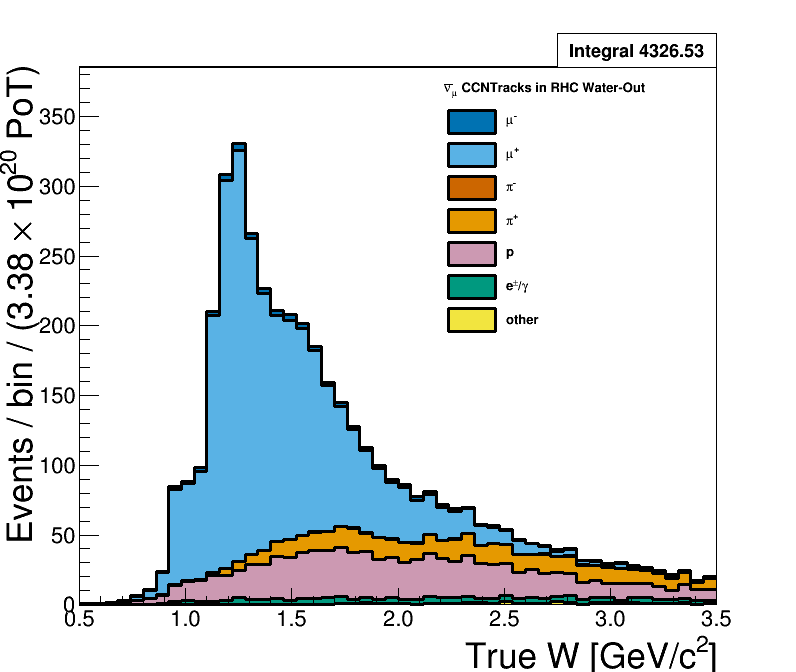 Integral 4326.53
ν̅μ CCNTracks in RHC Water-Out
μ⁻
μ⁺
π⁻
π⁺
p
e±/γ
other
Events / bin / (3.38 × 10²⁰ PoT)
350
300
250
200
150
100
50
0
0.5 1.0 1.5 2.0 2.5 3.0 3.5
True W [GeV/c²]